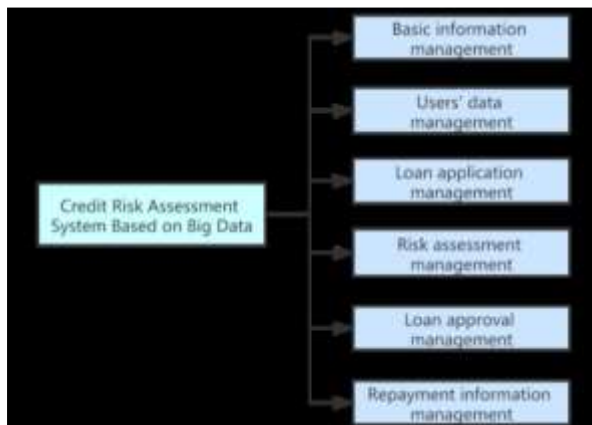 Basic information
management
Users' data
management
Loan application
management
Credit Risk Assessment
System Based on Big Data
Risk assessment
management
Loan approval
management
Repayment information
management